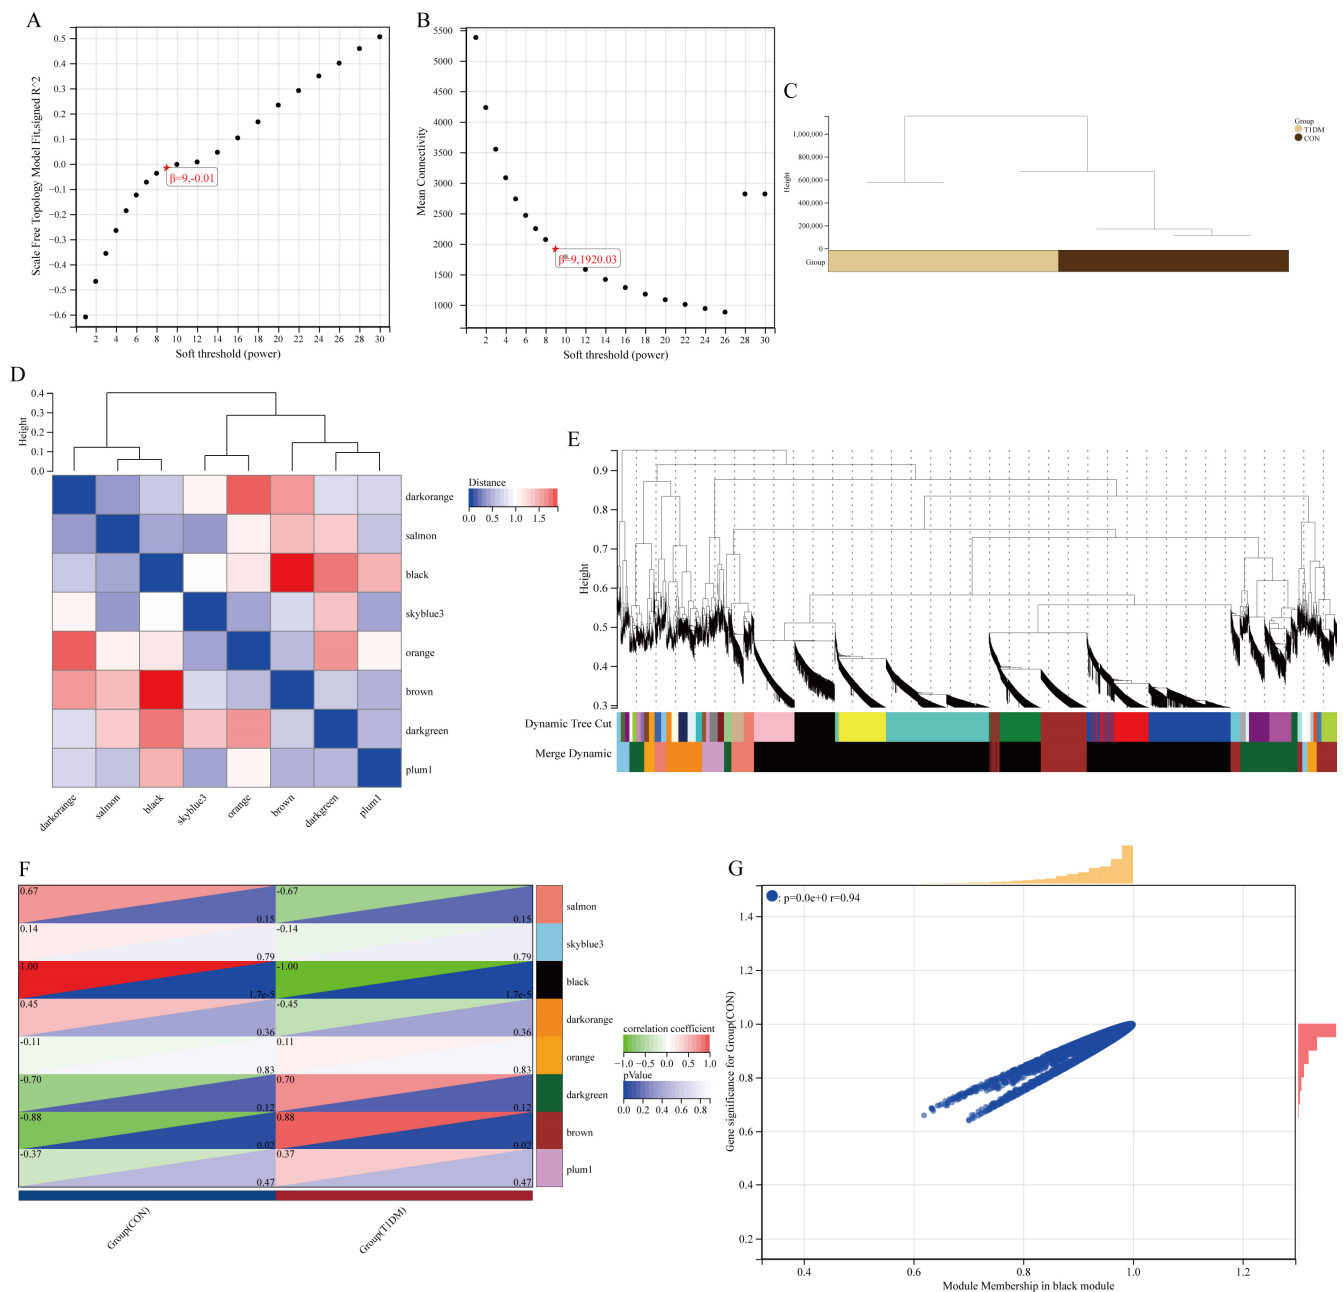 A
Scale Free Topology Model Fit,signed R^2
0.5
0.4
0.3
0.2
0.1
0.0
−0.1
−0.2
−0.3
−0.4
−0.5
−0.6
β=9,-0.01
2 4 6 8 10 12 14 16 18 20 22 24 26 28 30
Soft threshold (power)
B
Mean Connectivity
5500
5000
4500
4000
3500
3000
2500
2000
1500
1000
β=9,1920.03
2 4 6 8 10 12 14 16 18 20 22 24 26 28 30
Soft threshold (power)
C
Height
1,000,000
800,000
600,000
400,000
200,000
0
Group
Group
T1DM
CON
D
Height
0.4
0.3
0.2
0.1
0.0
darkorange
salmon
black
skyblue3
orange
brown
darkgreen
plum1
darkorange salmon black skyblue3 orange brown darkgreen plum1
Distance
0.0 0.5 1.0 1.5
E
Height
0.9
0.8
0.7
0.6
0.5
0.4
0.3
Dynamic Tree Cut
Merge Dynamic
F
0.67 0.15 -0.67 0.15 salmon
0.14 0.79 -0.14 0.79 skyblue3
1.00 1.7e-5 -1.00 1.7e-5 black
0.45 0.36 -0.45 0.36 darkorange
-0.11 0.83 0.11 0.83 orange
-0.70 0.12 0.70 0.12 darkgreen
-0.88 0.02 0.88 0.02 brown
-0.37 0.47 0.37 0.47 plum1
Group(CON) Group(T1DM)
correlation coefficient
−1.0 −0.5 0.0 0.5 1.0
pValue
0.0 0.2 0.4 0.6 0.8
G
: p=0.0e+0 r=0.94
Gene significance for Group(CON)
1.4
1.2
1.0
0.8
0.6
0.4
0.2
0.4 0.6 0.8 1.0 1.2
Module Membership in black module